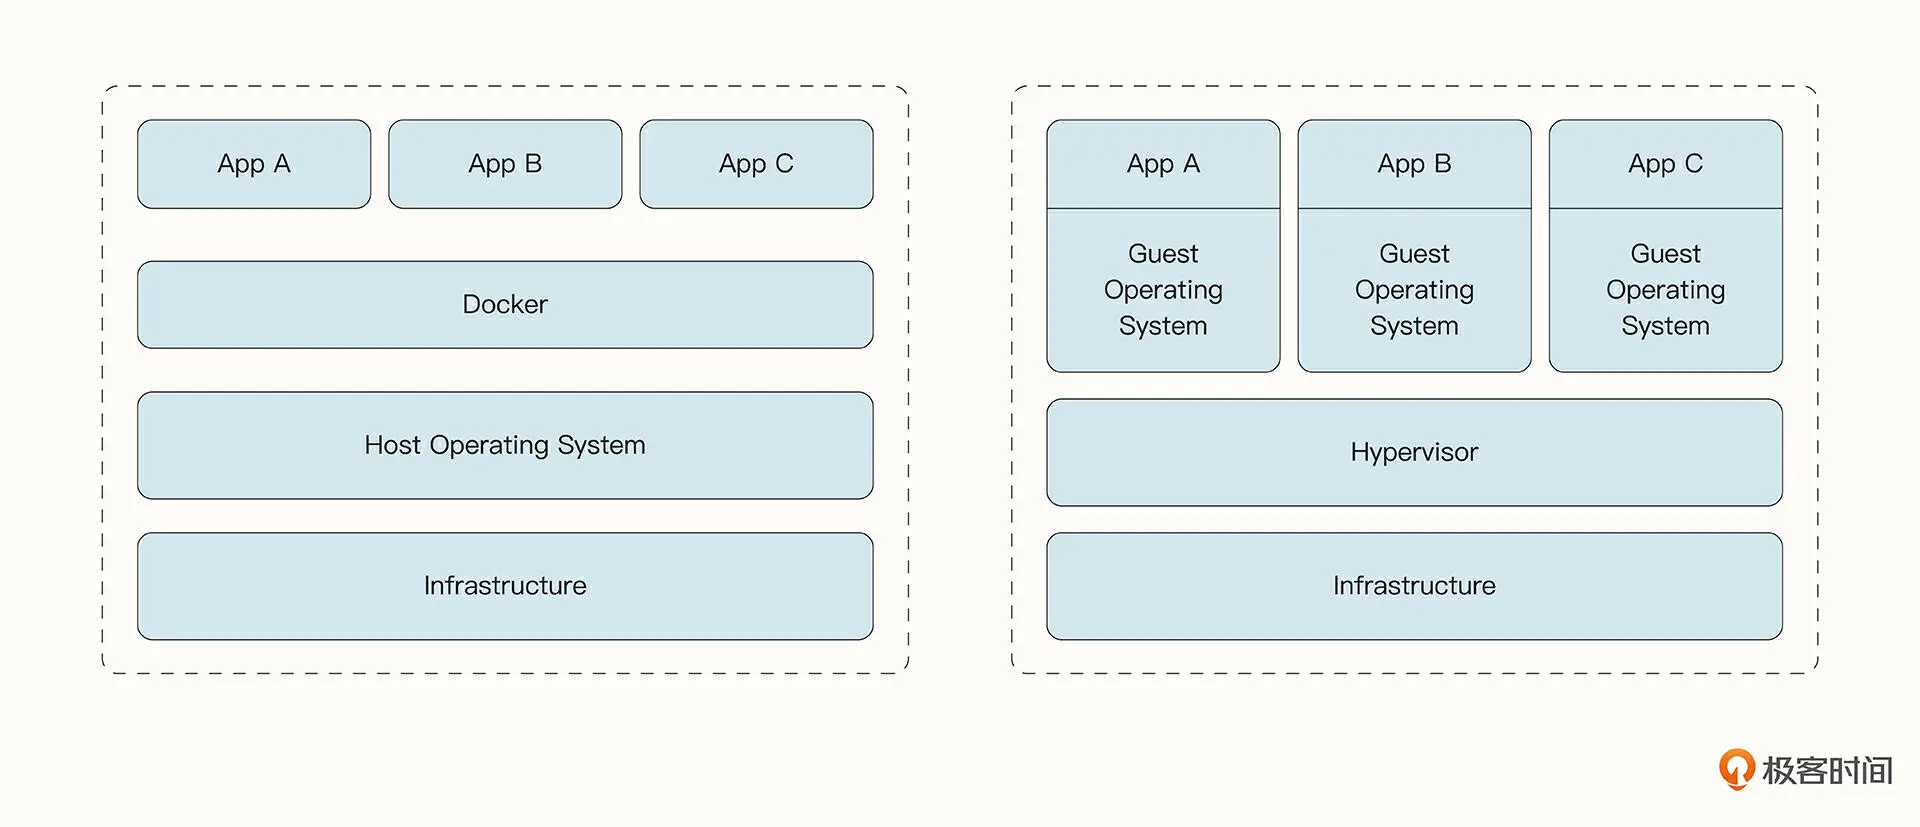 App A
App B
App C
Docker
Host Operating System
Infrastructure
App A
App B
App C
Guest
Operating
System
Guest
Operating
System
Guest
Operating
System
Hypervisor
Infrastructure
极客时间